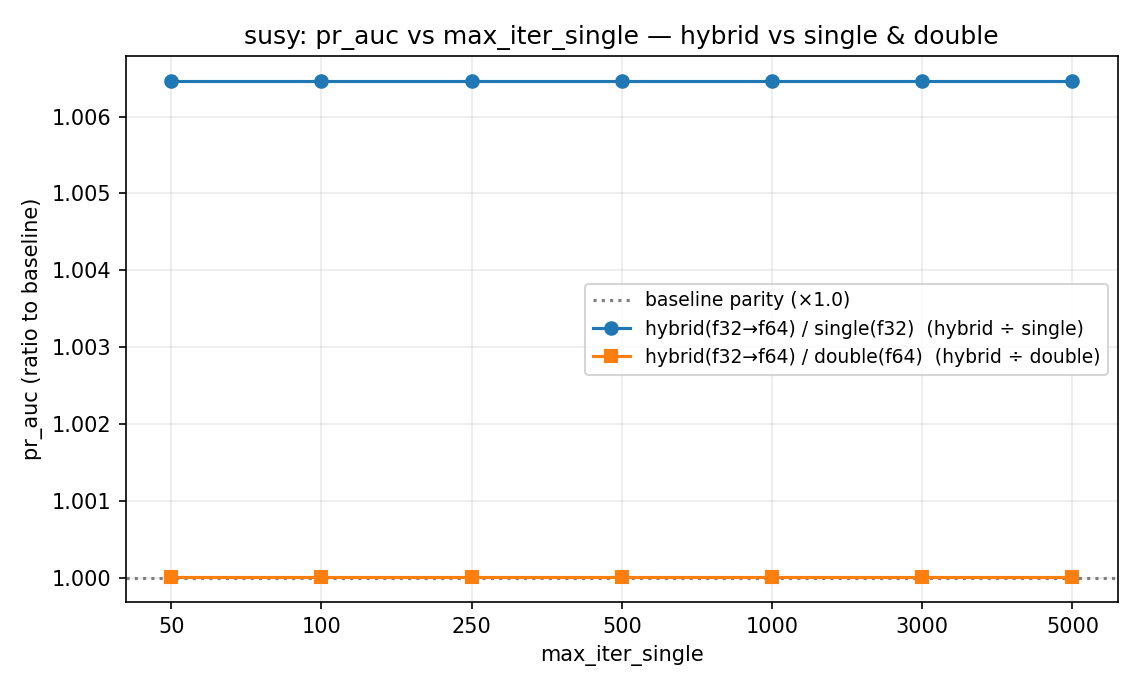 susy: pr_auc vs max_iter_single — hybrid vs single & double
pr_auc (ratio to baseline)
1.006
1.005
1.004
1.003
1.002
1.001
1.000
baseline parity (×1.0)
hybrid(f32→f64) / single(f32)  (hybrid ÷ single)
hybrid(f32→f64) / double(f64)  (hybrid ÷ double)
50 100 250 500 1000 3000 5000
max_iter_single